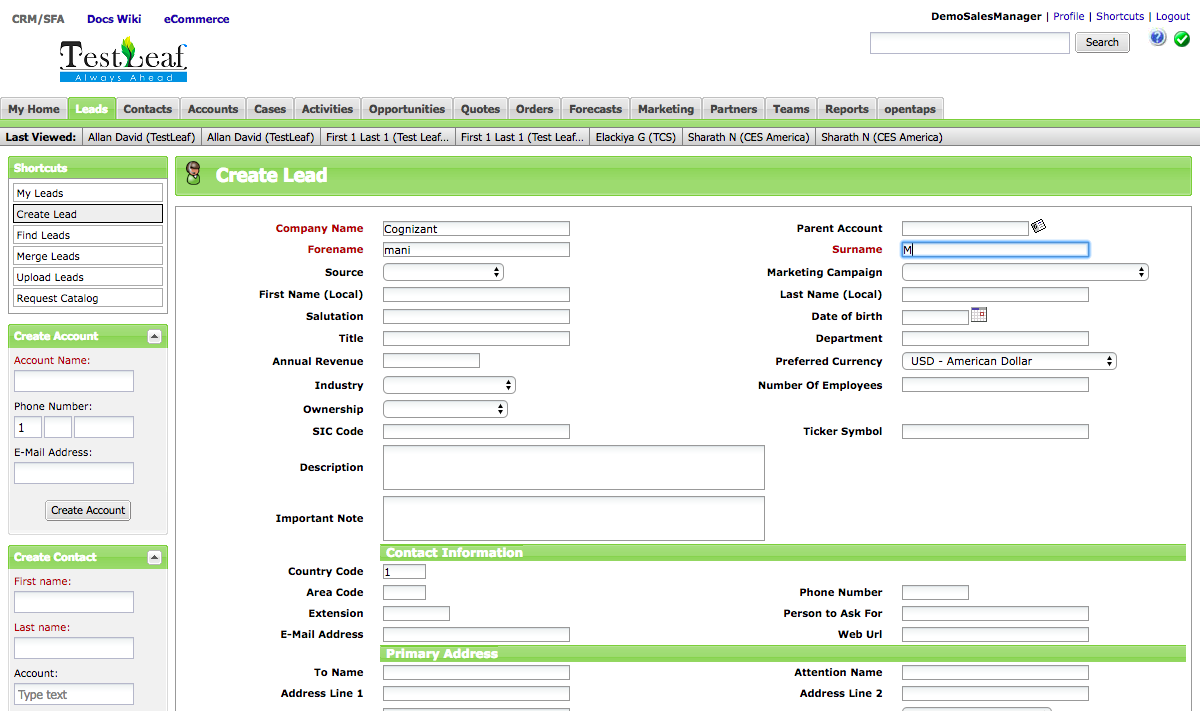 CRM/SFA Docs Wiki eCommerce
DemoSalesManager | Profile | Shortcuts | Logout
Search
TestLeaf
Always Ahead
My Home Leads Contacts Accounts Cases Activities Opportunities Quotes Orders Forecasts Marketing Partners Teams Reports opentaps
Last Viewed: Allan David (TestLeaf) Allan David (TestLeaf) First 1 Last 1 (Test Leaf... First 1 Last 1 (Test Leaf... Elackiya G (TCS) Sharath N (CES America) Sharath N (CES America)
Shortcuts
My Leads
Create Lead
Find Leads
Merge Leads
Upload Leads
Request Catalog
Create Account
Account Name:
Phone Number:
1
E-Mail Address:
Create Account
Create Contact
First name:
Last name:
Account:
Type text
Create Lead
Company Name Cognizant Parent Account
Forename mani Surname M
Source Marketing Campaign
First Name (Local) Last Name (Local)
Salutation Date of birth
Title Department
Annual Revenue Preferred Currency USD - American Dollar
Industry Number Of Employees
Ownership
SIC Code Ticker Symbol
Description
Important Note
Contact Information
Country Code 1
Area Code Phone Number
Extension Person to Ask For
E-Mail Address Web Url
Primary Address
To Name Attention Name
Address Line 1 Address Line 2